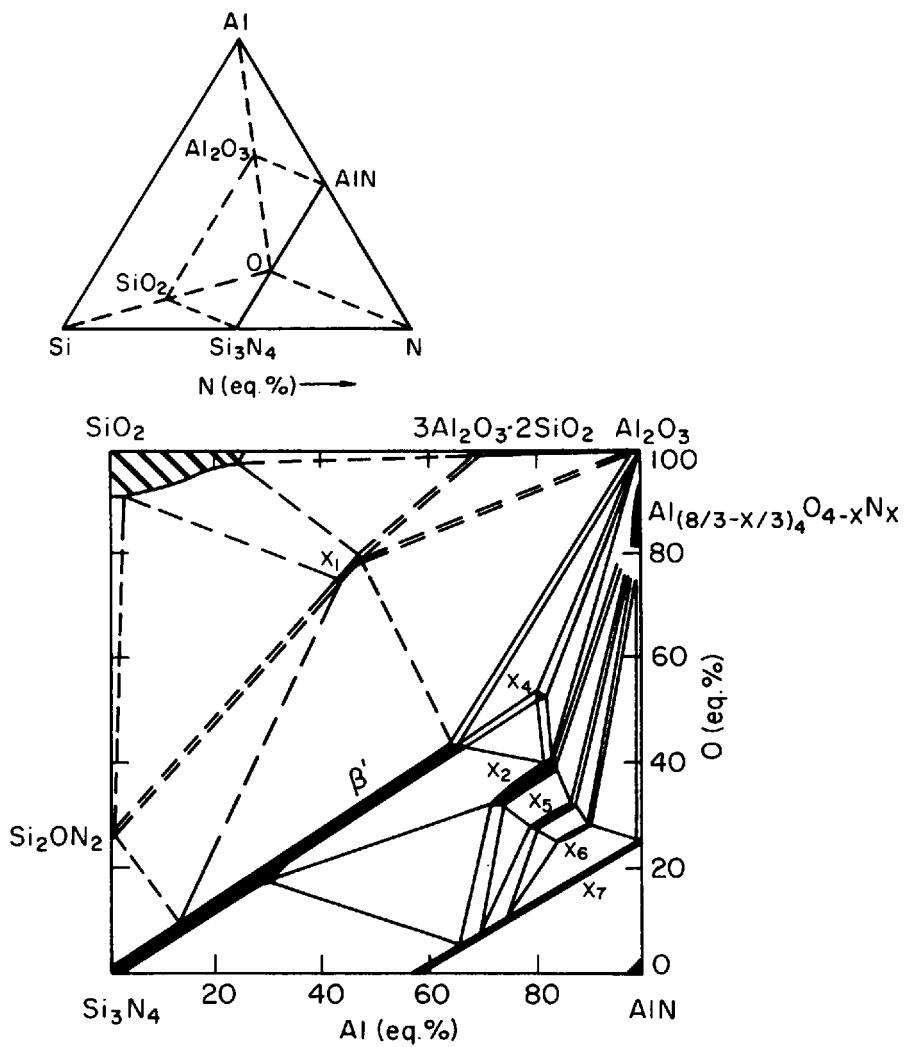 Al
Al₂O₃
AlN
O
SiO₂
Si
Si₃N₄
N
N (eq.%)
SiO₂
3Al₂O₃·2SiO₂
Al₂O₃
100
Al(8/3-X/3)₄O₄₋XNX
X₁
80
60
X₄
O (eq.%)
β'
X₂
40
X₅
Si₂ON₂
X₆
20
X₇
0
Si₃N₄
20
40
60
80
AlN
Al (eq.%)